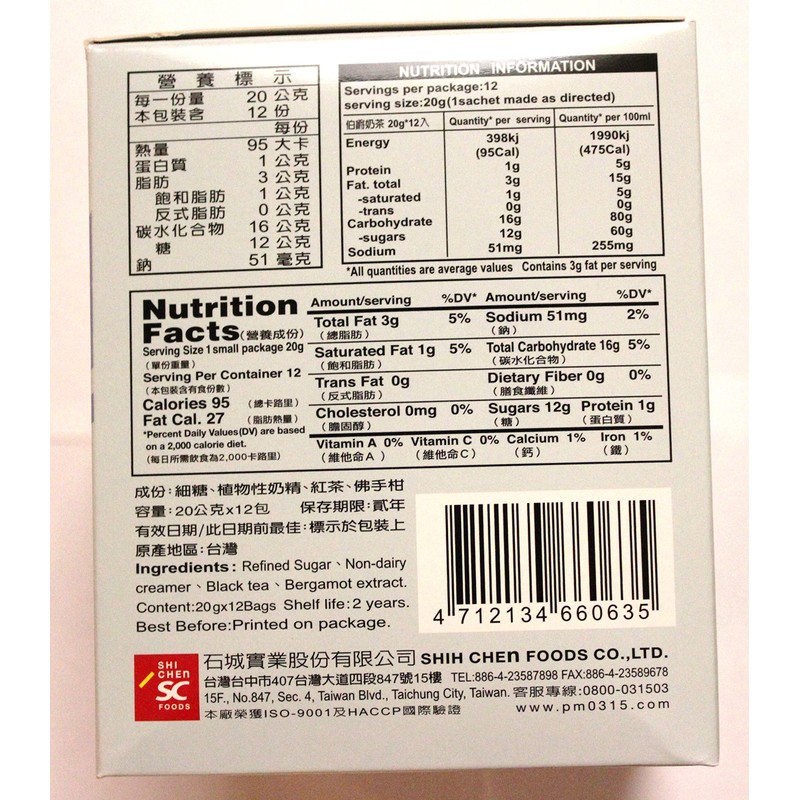 營養標示
每一份量 20 公克
本包裝含 12 份
每份
熱量 95 大卡
蛋白質 1 公克
脂肪 3 公克
飽和脂肪 1 公克
反式脂肪 0 公克
碳水化合物 16 公克
糖 12 公克
鈉 51 毫克
NUTRITION INFORMATION
Servings per package:12
serving size:20g(1sachet made as directed)
伯爵奶茶 20g*12入 Quantity* per serving Quantity* per 100ml
Energy 398kj 1990kj
(95Cal) (475Cal)
Protein 1g 5g
Fat. total 3g 15g
-saturated 1g 5g
-trans 0g 0g
Carbohydrate 16g 80g
-sugars 12g 60g
Sodium 51mg 255mg
*All quantities are average values Contains 3g fat per serving
Nutrition
Facts(營養成份)
Serving Size 1 small package 20g
(單份重量)
Serving Per Container 12
(本包裝含有食份數)
Calories 95 (總卡路里)
Fat Cal. 27 (脂肪熱量)
*Percent Daily Values(DV) are based
on a 2,000 calorie diet.
(每日所需飲食為2,000卡路里)
Amount/serving %DV* Amount/serving %DV*
Total Fat 3g 5% Sodium 51mg 2%
(總脂肪) (鈉)
Saturated Fat 1g 5% Total Carbohydrate 16g 5%
(飽和脂肪) (碳水化合物)
Trans Fat 0g Dietary Fiber 0g 0%
(反式脂肪) (膳食纖維)
Cholesterol 0mg 0% Sugars 12g Protein 1g
(膽固醇) (糖) (蛋白質)
Vitamin A 0% Vitamin C 0% Calcium 1% Iron 1%
(維他命A) (維他命C) (鈣) (鐵)
成份:細糖、植物性奶精、紅茶、佛手柑
容量:20公克x12包 保存期限:貳年
有效日期/此日期前最佳:標示於包裝上
原產地區:台灣
Ingredients: Refined Sugar、Non-dairy
creamer、Black tea、Bergamot extract.
Content:20gx12Bags Shelf life:2 years.
Best Before:Printed on package.
4 712134 660635
SHI
CHEN
SC
FOODS
石城實業股份有限公司 SHIH CHEN FOODS CO.,LTD.
台灣台中市407台灣大道四段847號15樓 TEL:886-4-23587898 FAX:886-4-23589678
15F., No.847, Sec. 4, Taiwan Blvd., Taichung City, Taiwan. 客服專線:0800-031503
本廠榮獲ISO-9001及HACCP國際驗證 www.pm0315.com